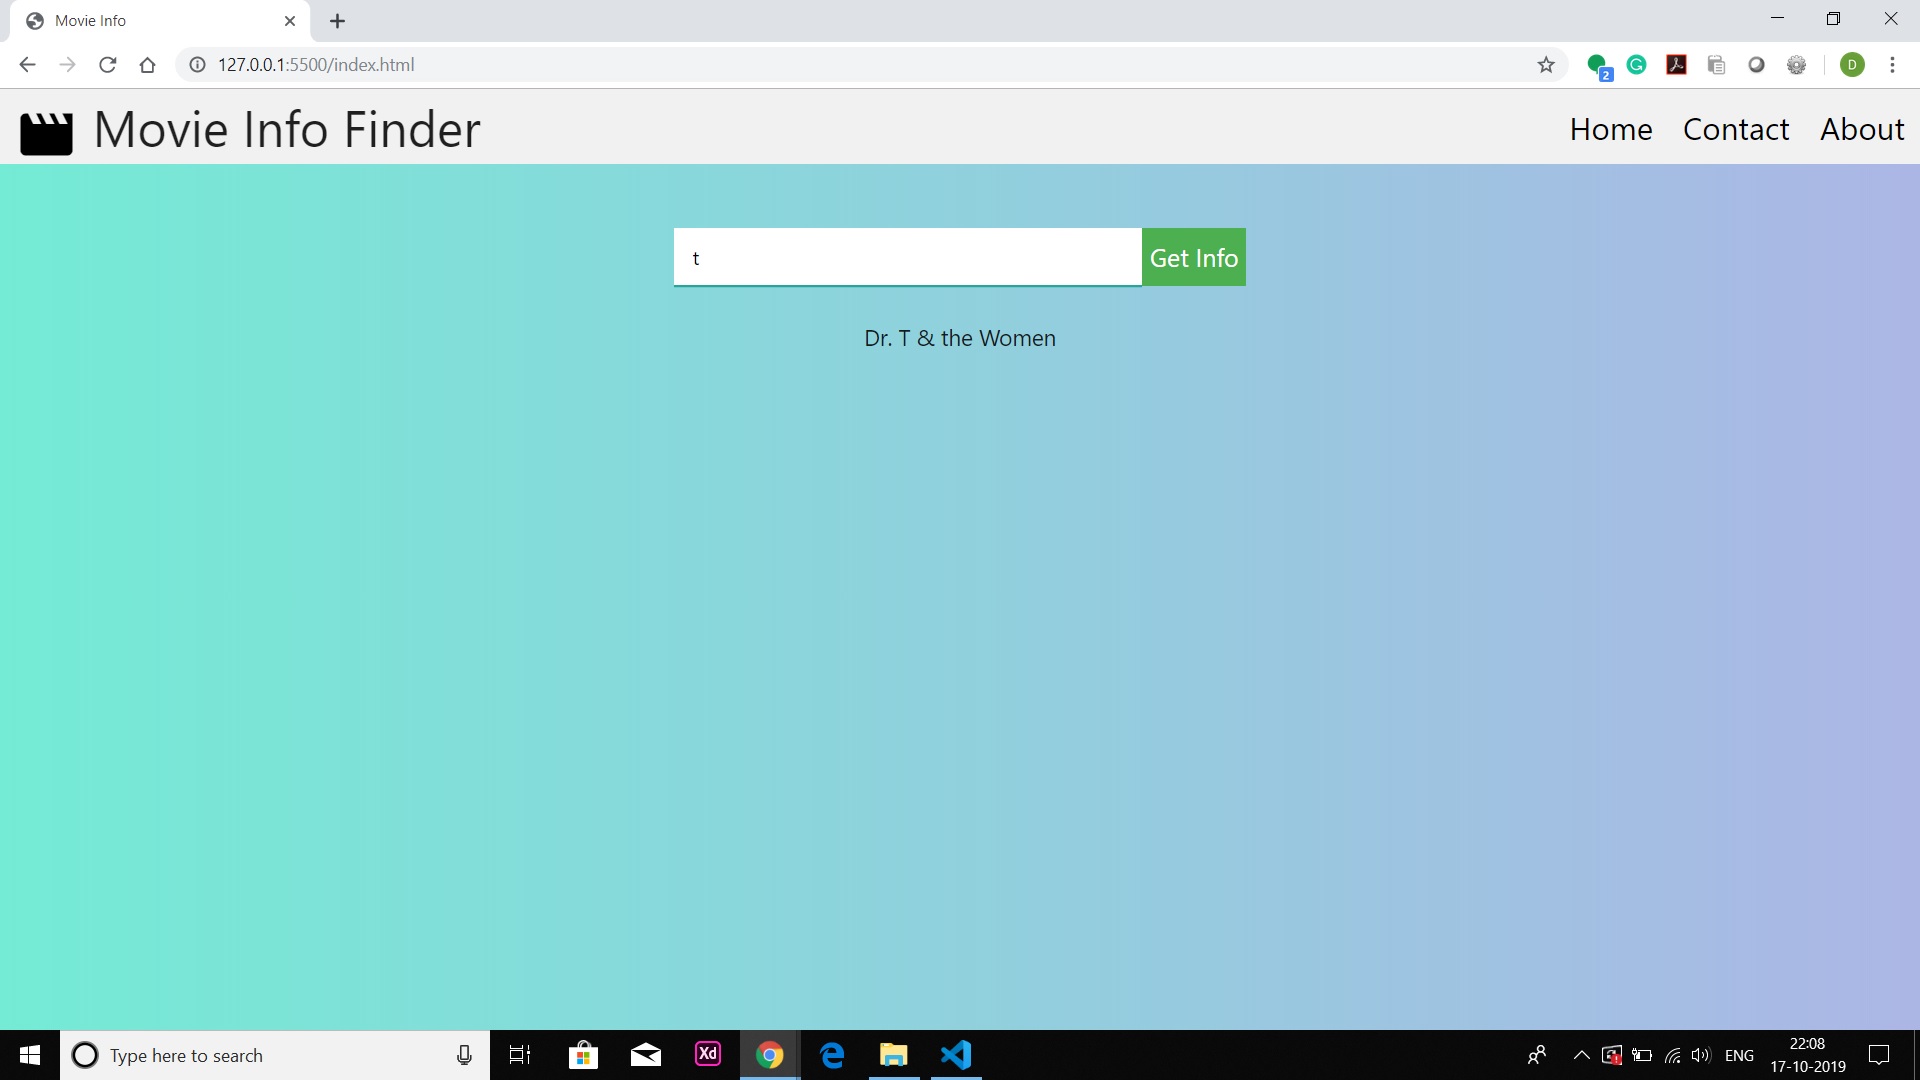 Movie Info
127.0.0.1:5500/index.html
2
D
Movie Info Finder
Home Contact About
t
Get Info
Dr. T & the Women
Type here to search
Xd
ENG
22:08
17-10-2019